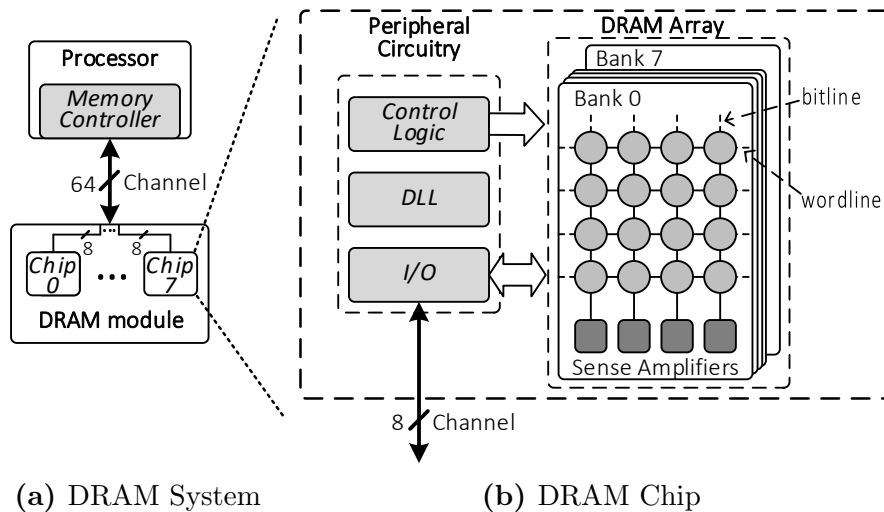 Processor
Memory
Controller
64
Channel
8
8
...
Chip
0
...
Chip
7
DRAM module
(a) DRAM System
Peripheral
Circuitry
Control
Logic
DLL
I/O
8
Channel
DRAM Array
Bank 7
Bank 0
bitline
wordline
Sense Amplifiers
(b) DRAM Chip